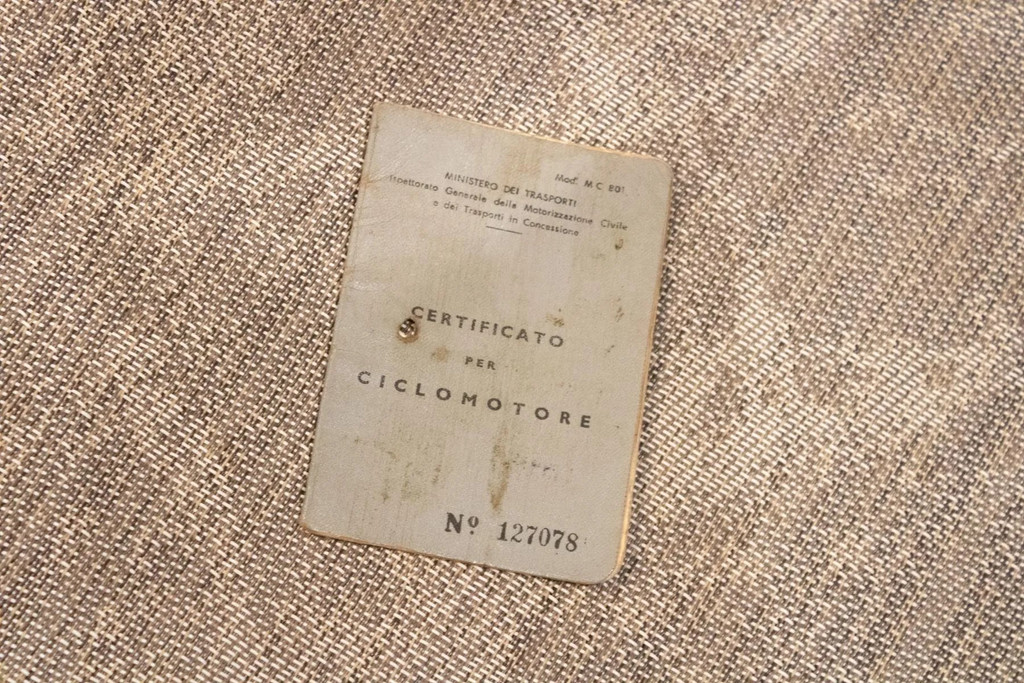 Mod. M C 801
MINISTERO DEI TRASPORTI
Ispettorato Generale della Motorizzazione Civile
e dei Trasporti in Concessione
CERTIFICATO
PER
CICLOMOTORE
Nº 127078